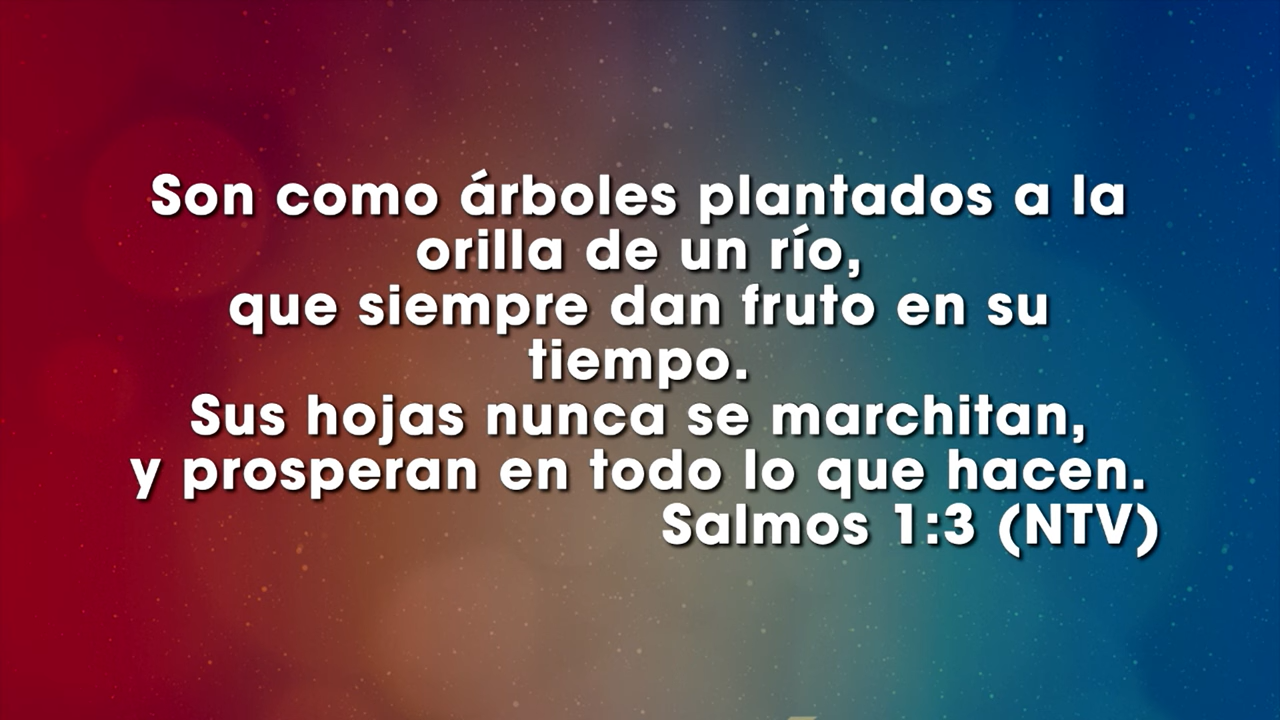 Son como árboles plantados a la
orilla de un río,
que siempre dan fruto en su
tiempo.
Sus hojas nunca se marchitan,
y prosperan en todo lo que hacen.
Salmos 1:3 (NTV)